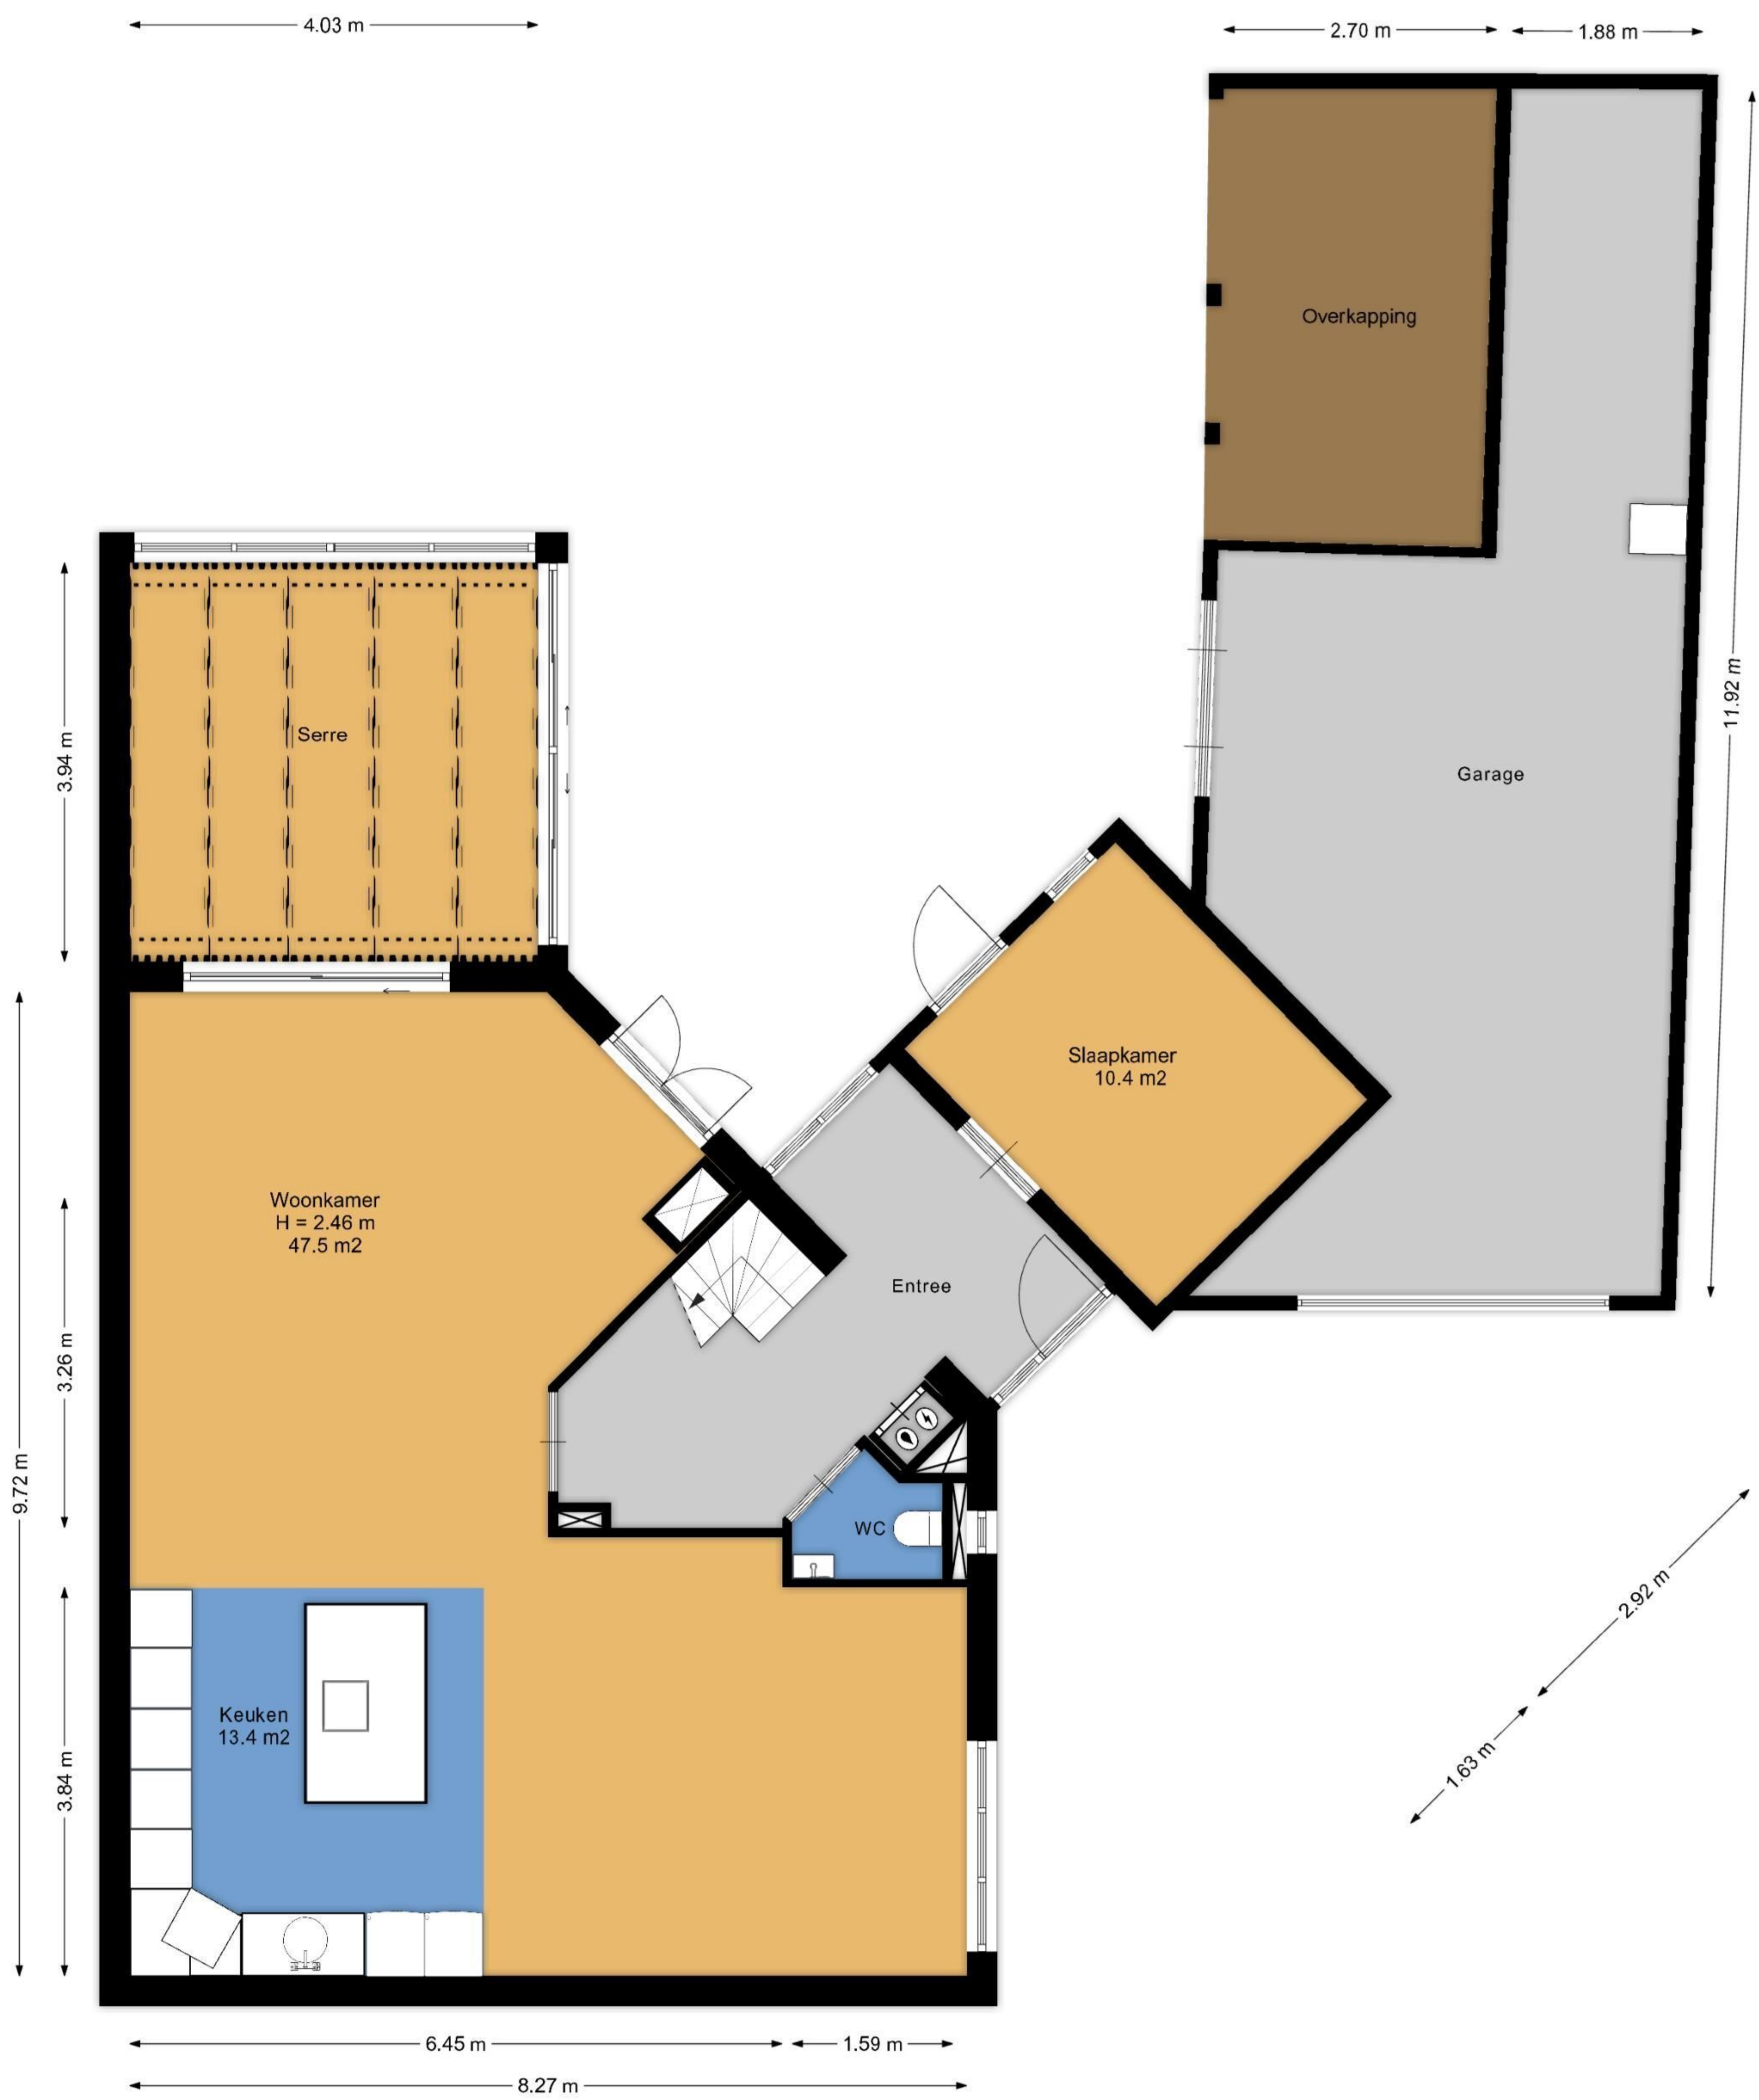 4.03 m
2.70 m
1.88 m
Overkapping
11.92 m
Serre
3.94 m
Garage
Slaapkamer
10.4 m2
Woonkamer
H = 2.46 m
47.5 m2
Entree
3.26 m
9.72 m
WC
2.92 m
Keuken
13.4 m2
1.63 m
3.84 m
6.45 m
1.59 m
8.27 m